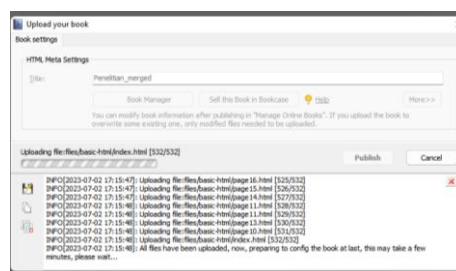 Upload your book
Book settings
HTML Meta Settings
Title:
Penelitian_merged
Book Manager
Sell this Book in Bookcase
Help
More>>
You can modify book information after publishing in "Manage Online Books". If you upload the book to
overwrite some existing one, only modified files needed to be uploaded.
Uploading file:files/basic-html/index.html [532/532]
Publish
Cancel
INFO[2023-07-02 17:15:47]: Uploading file:files/basic-html/page16.html [525/532]
INFO[2023-07-02 17:15:47]: Uploading file:files/basic-html/page15.html [526/532]
INFO[2023-07-02 17:15:47]: Uploading file:files/basic-html/page14.html [527/532]
INFO[2023-07-02 17:15:48]: Uploading file:files/basic-html/page11.html [528/532]
INFO[2023-07-02 17:15:48]: Uploading file:files/basic-html/page11.html [529/532]
INFO[2023-07-02 17:15:48]: Uploading file:files/basic-html/page13.html [530/532]
INFO[2023-07-02 17:15:48]: Uploading file:files/basic-html/page10.html [531/532]
INFO[2023-07-02 17:15:48]: Uploading file:files/basic-html/index.html [532/532]
INFO[2023-07-02 17:15:48]: All files have been uploaded, now, preparing to config the book at last, this may take a few
minutes, please wait...